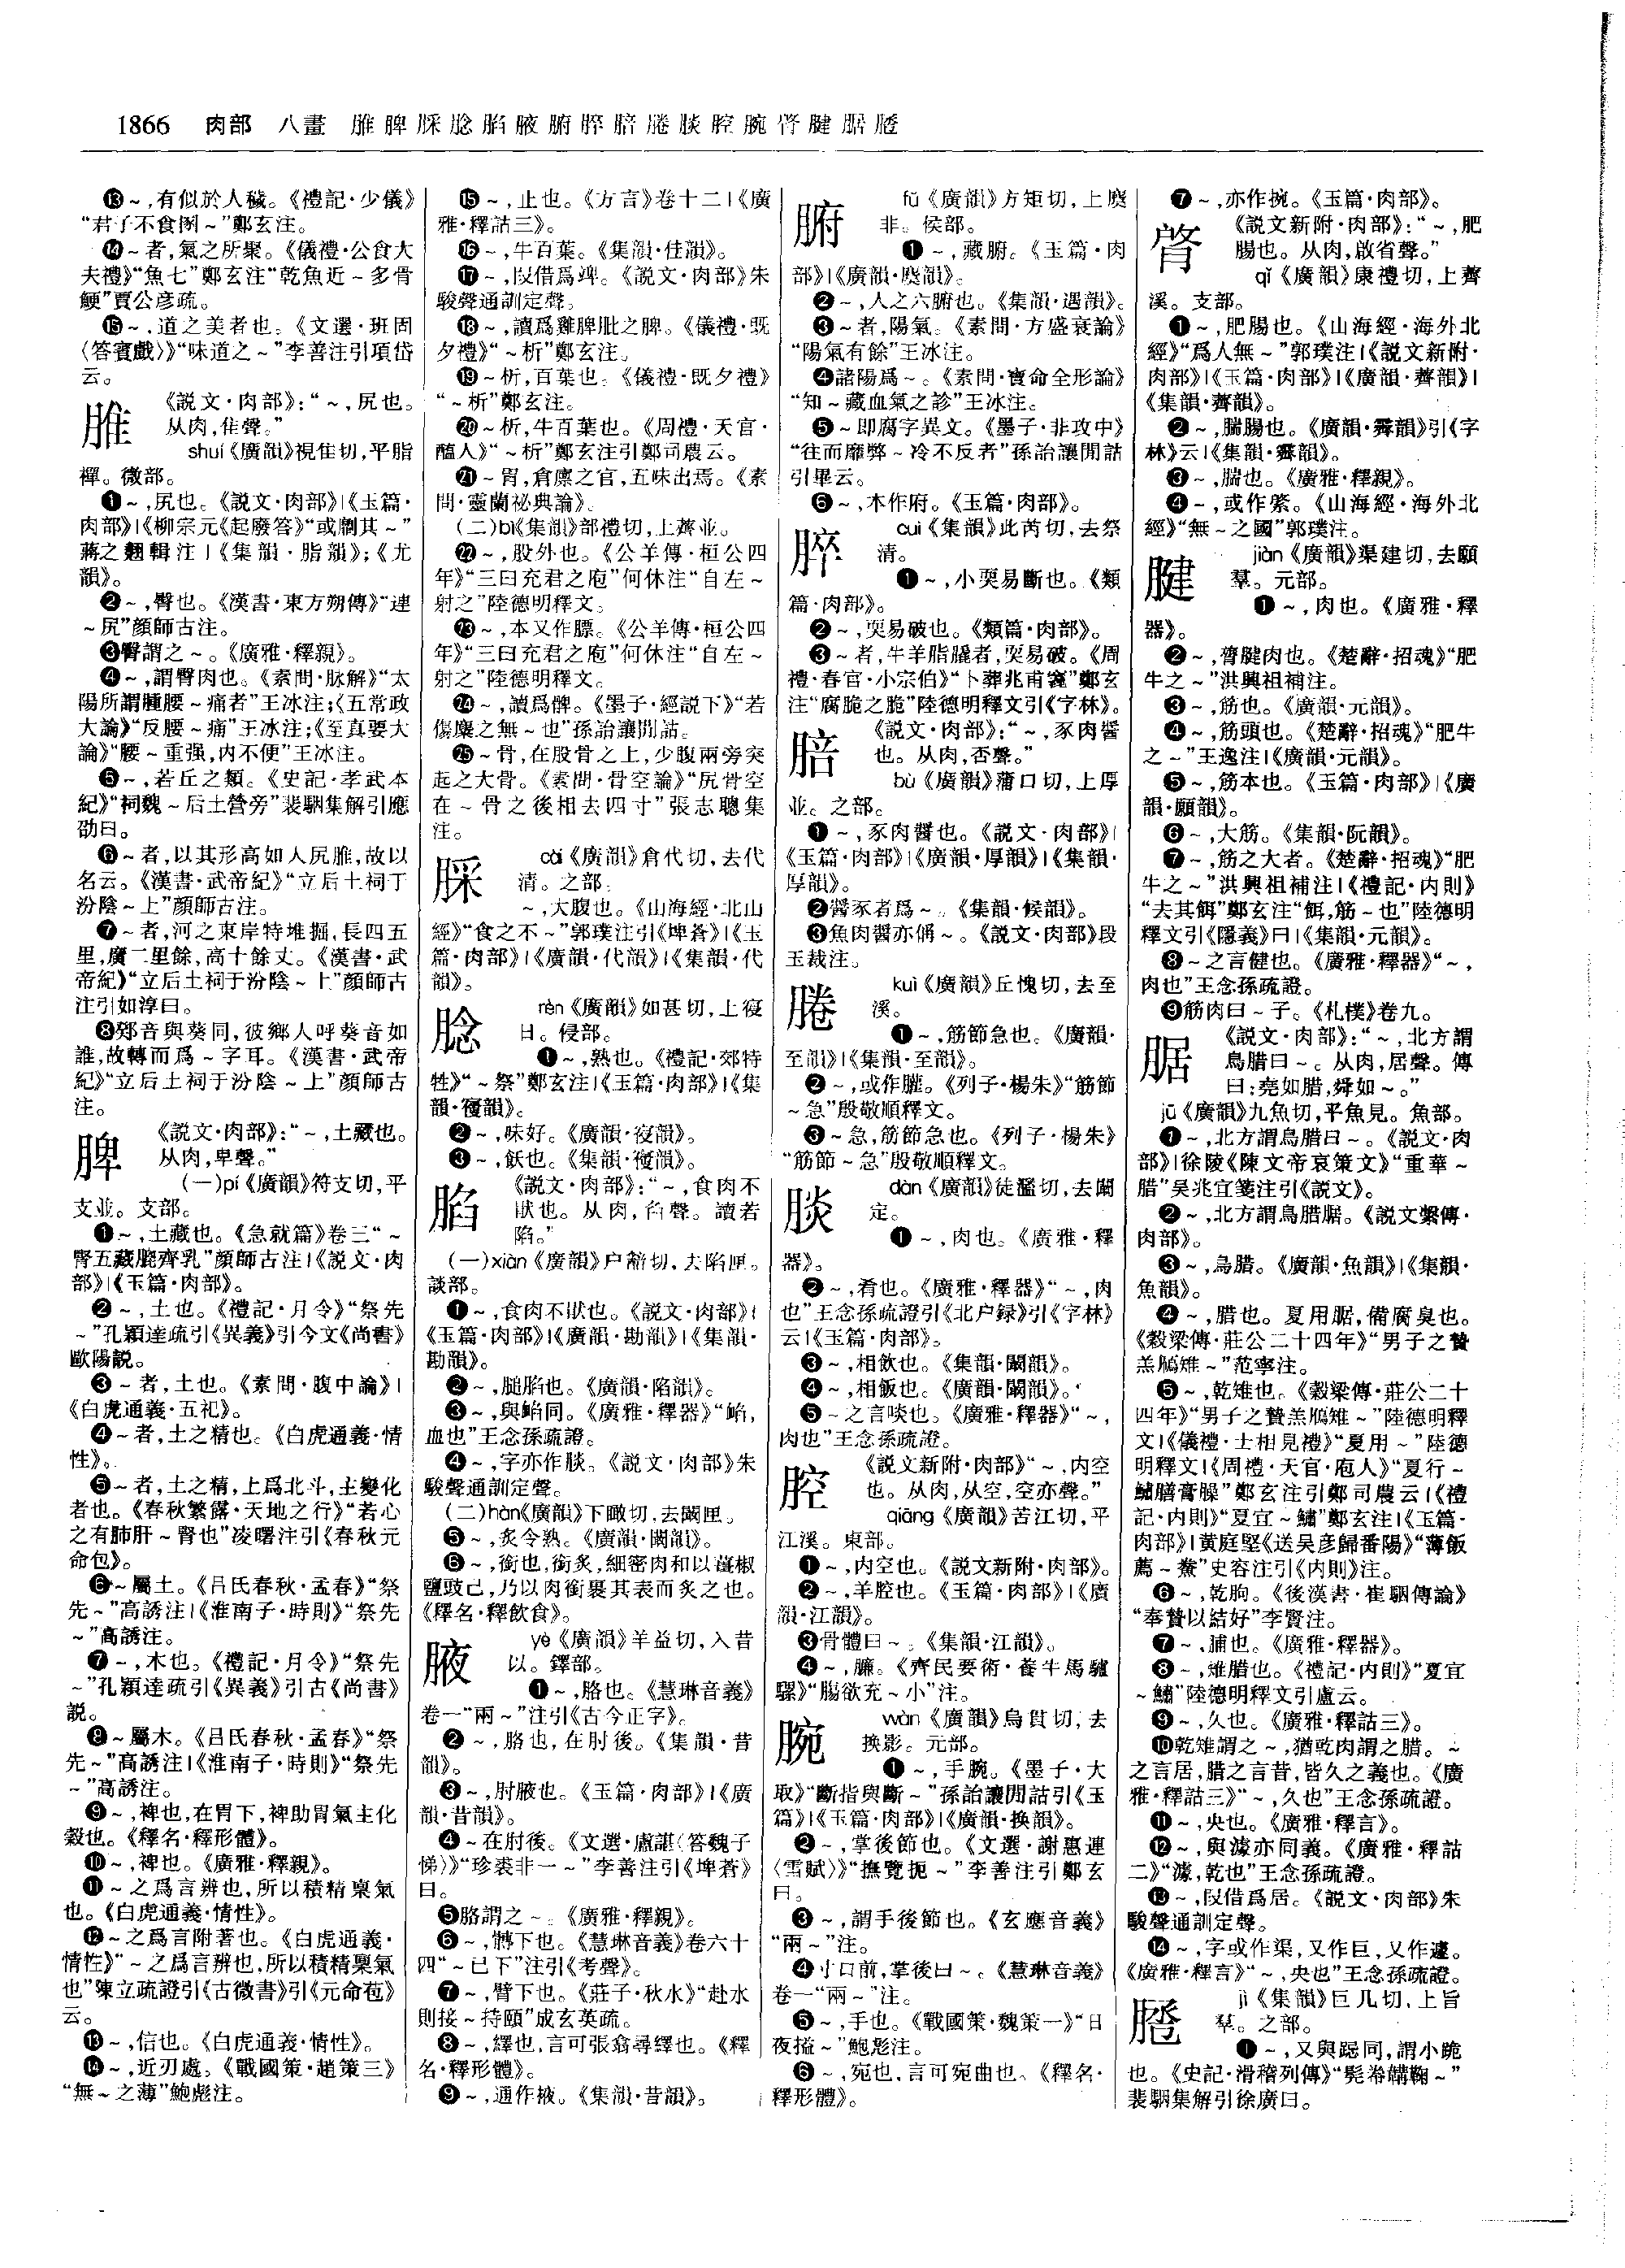 1866 肉部 八畫 脽脾脎腍脂腋腑脺䏽腃腅腔腕䏿腱腒䐚
⓭～,有似於人穢。《禮記·少儀》
“君子不食圂～”鄭玄注。
⓮～者,氣之所聚。《儀禮·公食大
夫禮》“魚七”鄭玄注“乾魚近～多骨
鯁”賈公彦疏。
⓯～,道之美者也。《文選·班固
〈答賓戲〉》“味道之～”李善注引項岱
云。
脽
《説文·肉部》:“～,尻也。
从肉,隹聲。”
shuí《廣韻》視隹切,平脂
禪。微部。
❶～,尻也。《説文·肉部》|《玉篇·
肉部》|《柳宗元《起廢答》“或劘其～”
蔣之翹輯注|《集韻·脂韻》;《尤
韻》。
❷～,臀也。《漢書·東方朔傳》“連
～尻”顔師古注。
❸臀謂之～。《廣雅·釋親》。
❹～,謂臀肉也。《素問·脉解》“太
陽所謂腫腰～痛者”王冰注;《五常政
大論》“反腰～痛”王冰注;《至真要大
論》“腰～重强,内不便”王冰注。
❺～,若丘之類。《史記·孝武本
紀》“祠魏～后土營旁”裴駰集解引應
劭曰。
❻～者,以其形高如人尻脽,故以
名云。《漢書·武帝紀》“立后土祠于
汾陰～上”顔師古注。
❼～者,河之東岸特堆掘,長四五
里,廣二里餘,高十餘丈。《漢書·武
帝紀》“立后土祠于汾陰～上”顔師古
注引如淳曰。
❽鄈音與葵同,彼鄉人呼葵音如
誰,故轉而爲～字耳。《漢書·武帝
紀》“立后土祠于汾陰～上”顔師古
注。
脾
《説文·肉部》:“～,土藏也。
从肉,卑聲。”
(一)pí《廣韻》符支切,平
支並。支部。
❶～,土藏也。《急就篇》卷三“～
腎五藏䐡齊乳”顔師古注|《説文·肉
部》|《玉篇·肉部》。
❷～,土也。《禮記·月令》“祭先
～”孔穎達疏引《異義》引今文《尚書》
歐陽説。
❸～者,土也。《素問·腹中論》|
《白虎通義·五祀》。
❹～者,土之精也。《白虎通義·情
性》。
❺～者,土之精,上爲北斗,主變化
者也。《春秋繁露·天地之行》“若心
之有肺肝～腎也”凌曙注引《春秋元
命包》。
❻～屬土。《吕氏春秋·孟春》“祭
先～”高誘注|《淮南子·時則》“祭先
～”高誘注。
❼～,木也。《禮記·月令》“祭先
～”孔穎達疏引《異義》引古《尚書》
説。
❽～屬木。《吕氏春秋·孟春》“祭
先～”高誘注|《淮南子·時則》“祭先
～”高誘注。
❾～,裨也,在胃下,裨助胃氣主化
穀也。《釋名·釋形體》。
❿～,裨也。《廣雅·釋親》。
⓫～之爲言辨也,所以積精稟氣
也。《白虎通義·情性》。
⓬～之爲言附著也。《白虎通義·
情性》“～之爲言辨也,所以積精稟氣
也”陳立疏證引《古微書》引《元命苞》
云。
⓭～,信也。《白虎通義·情性》。
⓮～,近刃處。《戰國策·趙策三》
“無～之薄”鮑彪注。
⓯～,止也。《方言》卷十二|《廣
雅·釋詁三》。
⓰～,牛百葉。《集韻·佳韻》。
⓱～,叚借爲䠋。《説文·肉部》朱
駿聲通訓定聲。
⓲～,讀爲雞脾肶之脾。《儀禮·既
夕禮》“～析”鄭玄注。
⓳～析,百葉也。《儀禮·既夕禮》
“～析”鄭玄注。
⓴～析,牛百葉也。《周禮·天官·
醢人》“～析”鄭玄注引鄭司農云。
㉑～胃,倉廪之官,五味出焉。《素
問·靈蘭祕典論》。
(二)bǐ《集韻》部禮切,上薺並。
㉒～,股外也。《公羊傳·桓公四
年》“三曰充君之庖”何休注“自左～
射之”陸德明釋文。
㉓～,本又作膘。《公羊傳·桓公四
年》“三曰充君之庖”何休注“自左～
射之”陸德明釋文。
㉔～,讀爲髀。《墨子·經説下》“若
傷麋之無～也”孫詒讓閒詁。
㉕～骨,在股骨之上,少腹兩旁突
起之大骨。《素問·骨空論》“尻骨空
在～骨之後相去四寸”張志聰集
注。
䐆
cài《廣韻》倉代切,去代
清。之部。
～,大腹也。《山海經·北山
經》“食之不～”郭璞注引《埤蒼》|《玉
篇·肉部》|《廣韻·代韻》|《集韻·代
韻》。
腍
rèn《廣韻》如甚切,上寑
日。侵部。
❶～,熟也。《禮記·郊特
牲》“～祭”鄭玄注|《玉篇·肉部》|《集
韻·寑韻》。
❷～,味好。《廣韻·寑韻》。
❸～,飪也。《集韻·寑韻》。
脂
《説文·肉部》:“～,食肉不
猒也。从肉,臽聲。讀若
陷。”
(一)xiàn《廣韻》户韽切,去陷匣。
談部。
❶～,食肉不猒也。《説文·肉部》|
《玉篇·肉部》|《廣韻·勘韻》|《集韻·
勘韻》。
❷～,膇䐄也。《廣韻·陷韻》。
❸～,與䘓同。《廣雅·釋器》“䘓,
血也”王念孫疏證。
❹～,字亦作腅。《説文·肉部》朱
駿聲通訓定聲。
(二)hàn《廣韻》下瞰切,去闞匣。
❺～,炙令熟。《廣韻·闞韻》。
❻～,銜也,銜炙,細密肉和以薑椒
鹽豉已,乃以肉銜裹其表而炙之也。
《釋名·釋飲食》。
腋
yè《廣韻》羊益切,入昔
以。鐸部。
❶～,胳也。《慧琳音義》
卷一“兩～”注引《古今正字》。
❷～,胳也,在肘後。《集韻·昔
韻》。
❸～,肘腋也。《玉篇·肉部》|《廣
韻·昔韻》。
❹～在肘後。《文選·盧諶〈答魏子
悌〉》“珍裘非一～”李善注引《埤蒼》
曰。
❺胳謂之～。《廣雅·釋親》。
❻～,髆下也。《慧琳音義》卷六十
四“～已下”注引《考聲》。
❼～,臂下也。《莊子·秋水》“赴水
則接～持頤”成玄英疏。
❽～,繹也,言可張翕尋繹也。《釋
名·釋形體》。
❾～,通作掖。《集韻·昔韻》。
腑
fǔ《廣韻》方矩切,上麌
非。侯部。
❶～,藏腑。《玉篇·肉
部》|《廣韻·麌韻》。
❷～,人之六腑也。《集韻·遇韻》。
❸～者,陽氣。《素問·方盛衰論》
“陽氣有餘”王冰注。
❹諸陽爲～。《素問·寶命全形論》
“知～藏血氣之診”王冰注。
❺～即腐字異文。《墨子·非攻中》
“往而靡弊～冷不反者”孫詒讓閒詁
引畢云。
❻～,本作府。《玉篇·肉部》。
脺
cuì《集韻》此芮切,去祭
清。
❶～,小耎易斷也。《類
篇·肉部》。
❷～,耎易破也。《類篇·肉部》。
❸～者,牛羊脂膬者,耎易破。《周
禮·春官·小宗伯》“卜葬兆甫竁”鄭玄
注“腐脆之脆”陸德明釋文引《字林》。
䏽
《説文·肉部》:“～,豕肉醬
也。从肉,否聲。”
bù《廣韻》蒲口切,上厚
並。之部。
❶～,豕肉醬也。《説文·肉部》|
《玉篇·肉部》|《廣韻·厚韻》|《集韻·
厚韻》。
❷醬豕者爲～。《集韻·候韻》。
❸魚肉醬亦偁～。《説文·肉部》段
玉裁注。
腃
kuì《廣韻》丘愧切,去至
溪。
❶～,筋節急也。《廣韻·
至韻》|《集韻·至韻》。
❷～,或作𦢊。《列子·楊朱》“筋節
～急”殷敬順釋文。
❸～急,筋節急也。《列子·楊朱》
“筋節～急”殷敬順釋文。
腅
dàn《廣韻》徒濫切,去闞
定。
❶～,肉也。《廣雅·釋
器》。
❷～,肴也。《廣雅·釋器》“～,肉
也”王念孫疏證引《北户録》引《字林》
云|《玉篇·肉部》。
❸～,相飲也。《集韻·闞韻》。
❹～,相飯也。《廣韻·闞韻》。
❺～之言啖也。《廣雅·釋器》“～,
肉也”王念孫疏證。
腔
《説文新附·肉部》“～,内空
也。从肉,从空,空亦聲。”
qiāng《廣韻》苦江切,平
江溪。東部。
❶～,内空也。《説文新附·肉部》。
❷～,羊腔也。《玉篇·肉部》|《廣
韻·江韻》。
❸骨體曰～。《集韻·江韻》。
❹～,膁。《齊民要術·養牛馬驢
騾》“腸欲充～小”注。
腕
wàn《廣韻》烏貫切,去
换影。元部。
❶～,手腕。《墨子·大
取》“斷指與斷～”孫詒讓閒詁引《玉
篇》|《玉篇·肉部》|《廣韻·换韻》。
❷～,掌後節也。《文選·謝惠連
〈雪賦〉》“撫覽扼～”李善注引鄭玄
曰。
❸～,謂手後節也。《玄應音義》
“兩～”注。
❹寸口前,掌後曰～。《慧琳音義》
卷一“兩～”注。
❺～,手也。《戰國策·魏策一》“日
夜搤～”鮑彪注。
❻～,宛也,言可宛曲也。《釋名·
釋形體》。
❼～,亦作捥。《玉篇·肉部》。
䏿
《説文新附·肉部》:“～,肥
腸也。从肉,啟省聲。”
qǐ《廣韻》康禮切,上薺
溪。支部。
❶～,肥腸也。《山海經·海外北
經》“爲人無～”郭璞注|《説文新附·
肉部》|《玉篇·肉部》|《廣韻·薺韻》|
《集韻·薺韻》。
❷～,腨腸也。《廣韻·薺韻》引《字
林》云|《集韻·薺韻》。
❸～,腨也。《廣雅·釋親》。
❹～,或作綮。《山海經·海外北
經》“無～之國”郭璞注。
腱
jiàn《廣韻》渠建切,去願
羣。元部。
❶～,肉也。《廣雅·釋
器》。
❷～,膂腱肉也。《楚辭·招魂》“肥
牛之～”洪興祖補注。
❸～,筋也。《廣韻·元韻》。
❹～,筋頭也。《楚辭·招魂》“肥牛
之～”王逸注|《廣韻·元韻》。
❺～,筋本也。《玉篇·肉部》|《廣
韻·願韻》。
❻～,大筋。《集韻·阮韻》。
❼～,筋之大者。《楚辭·招魂》“肥
牛之～”洪興祖補注|《禮記·内則》
“去其餌”鄭玄注“餌,筋～也”陸德明
釋文引《隱義》曰|《集韻·元韻》。
❽～之言健也。《廣雅·釋器》“～,
肉也”王念孫疏證。
❾筋肉曰～子。《札樸》卷九。
腒
《説文·肉部》:“～,北方謂
鳥腊曰～。从肉,居聲。傳
曰:堯如腊,舜如～。”
jū《廣韻》九魚切,平魚見。魚部。
❶～,北方謂鳥腊曰～。《説文·肉
部》|徐陵《陳文帝哀策文》“重華～
腊”吴兆宜箋注引《説文》。
❷～,北方謂鳥腊腒。《説文繫傳·
肉部》。
❸～,鳥腊。《廣韻·魚韻》|《集韻·
魚韻》。
❹～,腊也。夏用腒,備腐臭也。
《穀梁傳·莊公二十四年》“男子之贄
羔鴈雉～”范寧注。
❺～,乾雉也。《穀梁傳·莊公二十
四年》“男子之贄羔鴈雉～”陸德明釋
文|《儀禮·士相見禮》“夏用～”陸德
明釋文|《周禮·天官·庖人》“夏行～
鱐膳膏臊”鄭玄注引鄭司農云|《禮
記·内則》“夏宜～鱐”鄭玄注|《玉篇·
肉部》|黄庭堅《送吴彦歸番陽》“薄飯
薦～鮝”史容注引《内則》注。
❻～,乾朐。《後漢書·崔駰傳論》
“奉贄以結好”李賢注。
❼～,脯也。《廣雅·釋器》。
❽～,雉腊也。《禮記·内則》“夏宜
～鱐”陸德明釋文引盧云。
❾～,久也。《廣雅·釋詁三》。
❿乾雉謂之～,猶乾肉謂之腊。～
之言居,腊之言昔,皆久之義也。《廣
雅·釋詁三》“～,久也”王念孫疏證。
⓫～,央也。《廣雅·釋言》。
⓬～,與㯫亦同義。《廣雅·釋詁
二》“㯫,乾也”王念孫疏證。
⓭～,叚借爲居。《説文·肉部》朱
駿聲通訓定聲。
⓮～,字或作渠,又作巨,又作遽。
《廣雅·釋言》“～,央也”王念孫疏證。
jì《集韻》巨几切,上旨
羣。之部。
❶～,又與跽同,謂小跪
也。《史記·滑稽列傳》“髡帣韝鞠～”
裴駰集解引徐廣曰。